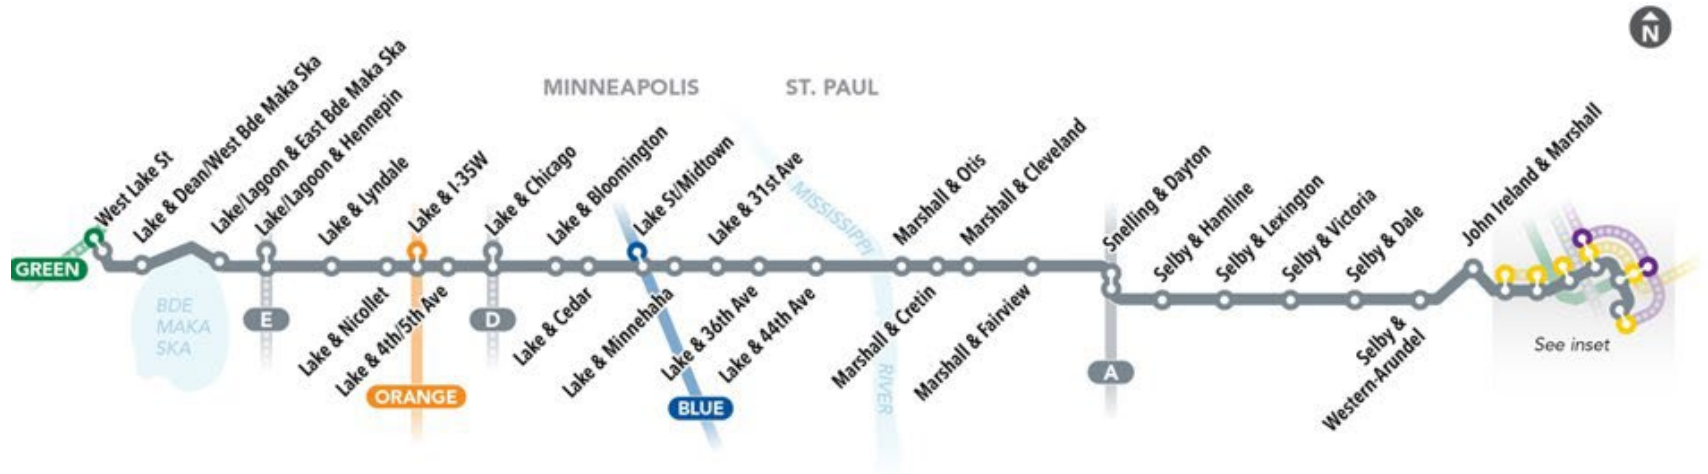 N
MINNEAPOLIS
ST. PAUL
West Lake St
Lake & Dean/West Bde Maka Ska
Lake/Lagoon & East Bde Maka Ska
Lake/Lagoon & Hennepin
Lake & Lyndale
Lake & I-35W
Lake & Chicago
Lake & Bloomington
Lake St/Midtown
Lake & 31st Ave
MISSISSIPPI
RIVER
Marshall & Otis
Marshall & Cleveland
Snelling & Dayton
Selby & Hamline
Selby & Lexington
Selby & Victoria
Selby & Dale
John Ireland & Marshall
GREEN
BDE
MAKA
SKA
E
Lake & Nicollet
Lake & 4th/5th Ave
ORANGE
D
Lake & Cedar
Lake & Minnehaha
BLUE
Lake & 36th Ave
Lake & 44th Ave
Marshall & Cretin
Marshall & Fairview
A
Selby &
Western-Arundel
See inset